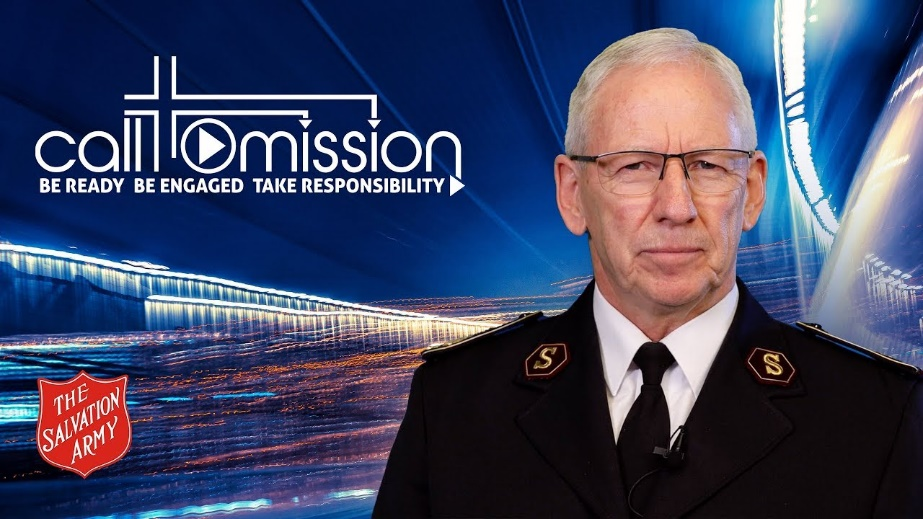 call to mission
BE READY BE ENGAGED TAKE RESPONSIBILITY
S S
THE
SALVATION
ARMY